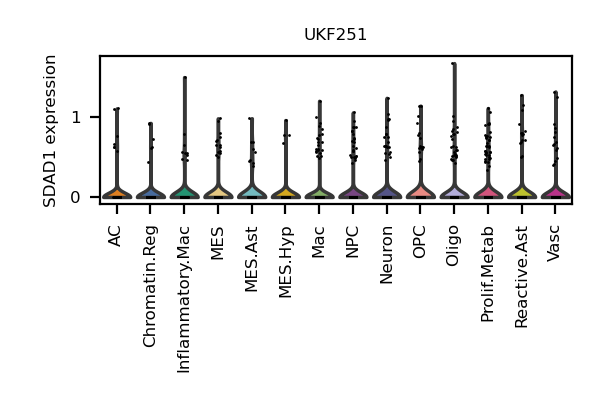 UKF251
SDAD1 expression
1
0
AC
Chromatin.Reg
Inflammatory.Mac
MES
MES.Ast
MES.Hyp
Mac
NPC
Neuron
OPC
Oligo
Prolif.Metab
Reactive.Ast
Vasc